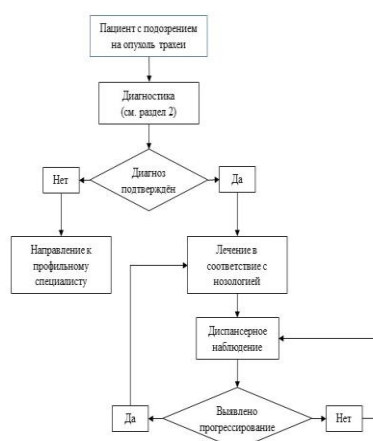 Пациент с подозрением
на опухоль трахеи
Диагностика
(см. раздел 2)
Диагноз
подтверждён
Нет
Да
Направление к
профильному
специалисту
Лечение в
соответствие с
нозологией
Диспансерное
наблюдение
Выявлено
прогрессирование
Да
Нет